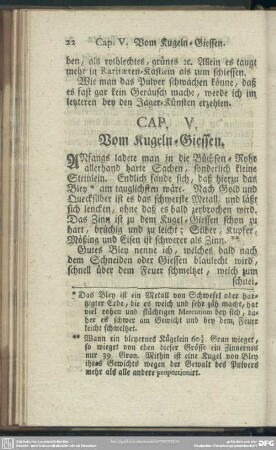 22 Cap. V. Vom Kugeln-Giessen.
ben, als rothlechtes, grünes ꝛc. Allein es taugt
mehr in Raritæten-Kästlein als zum schiessen.
Wie man das Pulver schwächen könne, daß
es fast gar kein Geräusch mache, werde ich im
letzteren bey den Jäger-Künsten erzehlen.
CAP. V.
Vom Kugeln-Giessen.
ANfangs ladete man in die Büchsen-Rohr
allerhand harte Sachen, sonderlich kleine
Steinlein. Endlich fande sich, daß hierzu das
Bley* am tauglichsten wäre. Nach Gold und
Quecksilber ist es das schwerste Metall, und läßt
sich lencken, ohne daß es bald zerbrochen wird.
Das Zinn ist zu dem Kugel-Giessen schon zu
hart, brüchig und zu leicht; Silber, Kupfer,
Mößing und Eisen ist schwerer als Zinn. **
Gutes Bley nenne ich, welches bald nach
dem Schneiden oder Giessen blaulecht wird,
schnell über dem Feuer schmeltzet, weich zum
schnei-
* Das Bley ist ein Metall von Schwefel oder har-
tzigter Erde, die es weich und sehr zäh macht, hat
viel rohen und flüchtigen Mercurium bey sich, da-
her es schwer am Gewicht und bey dem Feuer
leicht schmeltzet.
** Wann ein bleyernes Kügelein 60¾ Gran wieget,
so wieget von eben dieser Grösse ein Zinnernes
nur 39. Gran. Mithin ist eine Kugel von Bley
ihres Gewichts wegen der Gewalt des Pulvers
mehr als alle andere proportionirt.